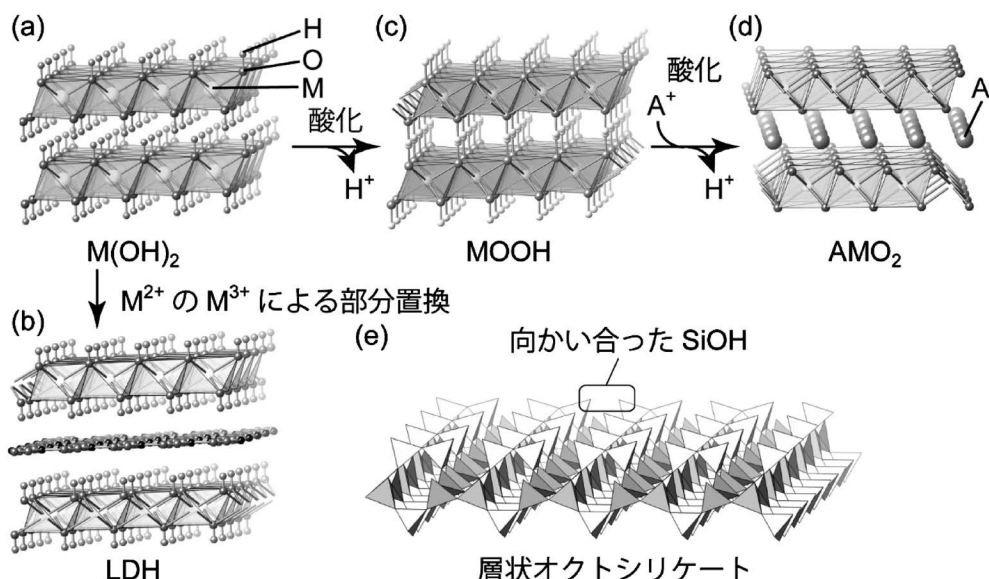 (a)
H
O
M
酸化
H⁺
M(OH)₂
(c)
MOOH
酸化
A⁺
H⁺
(d)
A
AMO₂
M²⁺ の M³⁺ による部分置換
(b)
LDH
(e)
向かい合った SiOH
層状オクトシリケート